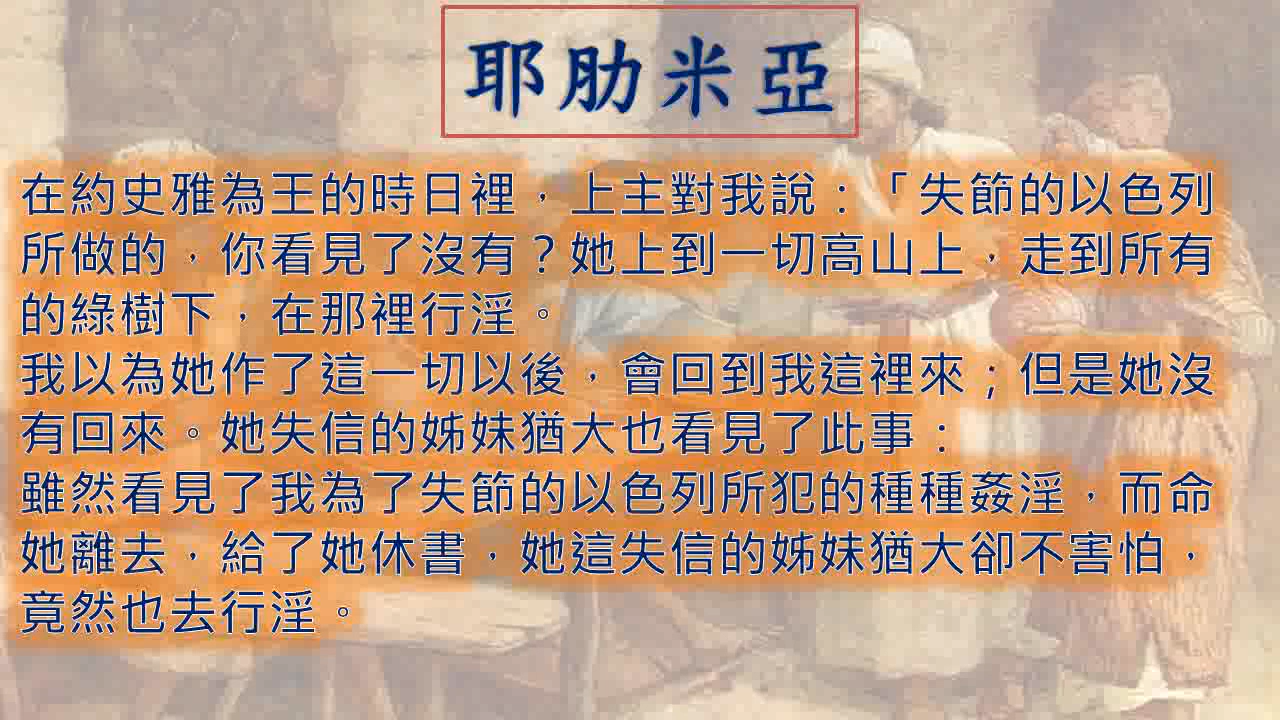 耶肋米亞
在約史雅為王的時日裡，上主對我說：「失節的以色列
所做的，你看見了沒有？她上到一切高山上，走到所有
的綠樹下，在那裡行淫。
我以為她作了這一切以後，會回到我這裡來；但是她沒
有回來。她失信的姊妹猶大也看見了此事：
雖然看見了我為了失節的以色列所犯的種種姦淫，而命
她離去，給了她休書，她這失信的姊妹猶大卻不害怕，
竟然也去行淫。